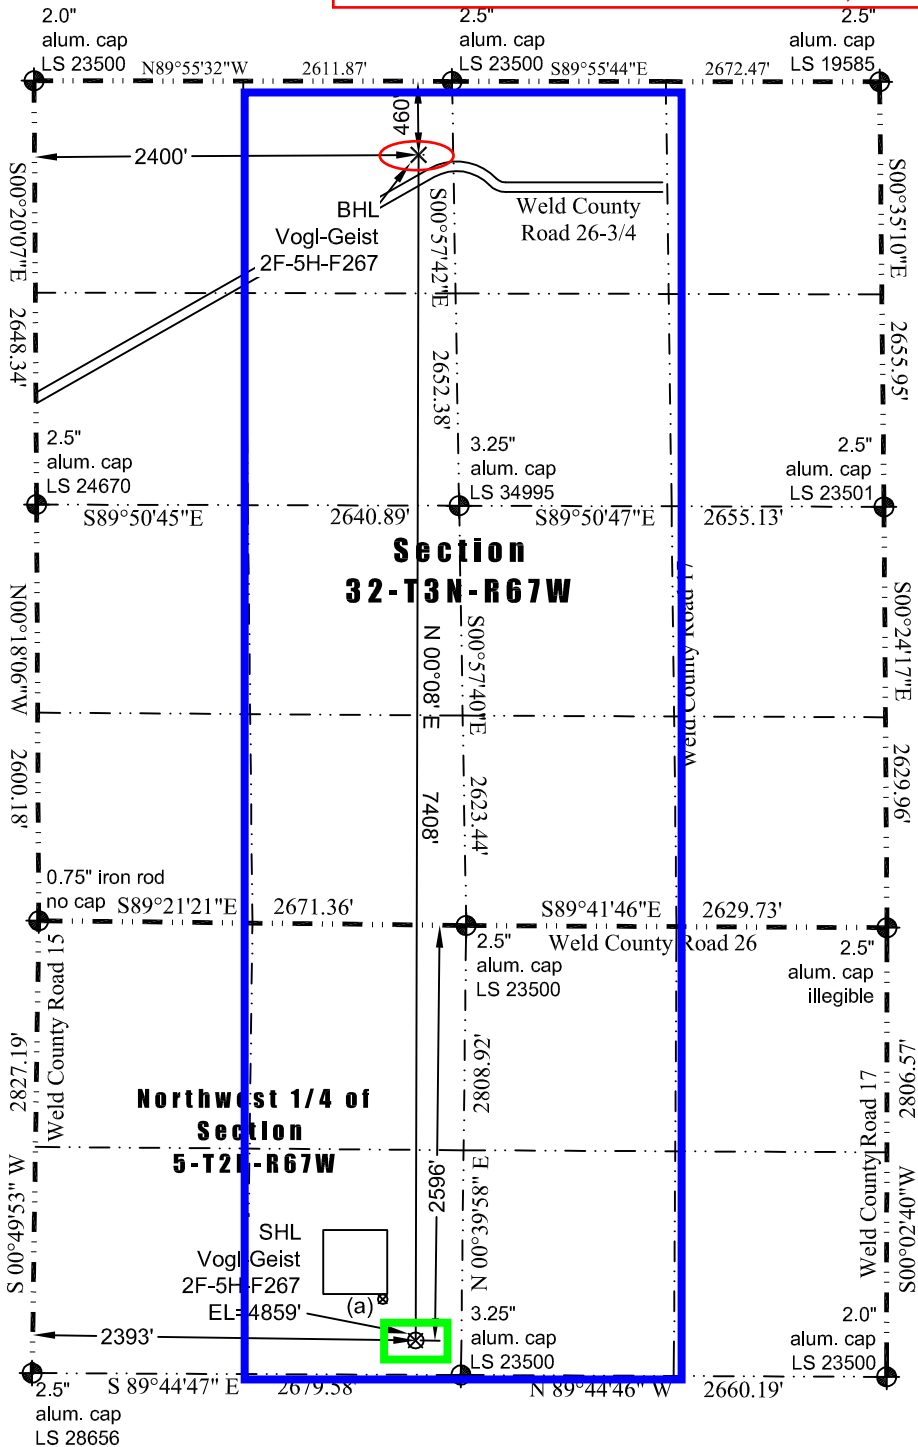 2.0"
alum. cap
LS 23500
2.5"
alum. cap
LS 23500
2.5"
alum. cap
LS 19585
N89°55'32"W
2611.87'
S89°55'44"E
2672.47'
460'
2400'
BHL
Vogl-Geist
2F-5H-F267
Weld County
Road 26-3/4
S00°20'07"E
2648.34'
S00°57'42"E
2652.38'
S00°35'10"E
2655.95'
2.5"
alum. cap
LS 24670
3.25"
alum. cap
LS 34995
2.5"
alum. cap
LS 23501
S89°50'45"E
2640.89'
S89°50'47"E
2655.13'
Section
32-T3N-R67W
N00°18'06"W
2600.18'
N 00°08' E
7408'
S00°57'40"E
2623.44'
Weld County Road 17
S00°24'17"E
2629.96'
0.75" iron rod
no cap
S89°21'21"E
2671.36'
S89°41'46"E
2629.73'
Weld County Road 26
2.5"
alum. cap
LS 23500
2.5"
alum. cap
illegible
Weld County Road 15
2827.19'
S 00°49'53" W
Northwest 1/4 of
Section
5-T2N-R67W
2596'
2808.92'
N 00°39'58" E
Weld County Road 17
2806.57'
S00°02'40"W
SHL
Vogl-Geist
2F-5H-F267
EL=4859'
(a)
2393'
3.25"
alum. cap
LS 23500
2.0"
alum. cap
LS 23500
S 89°44'47" E
2679.58'
N 89°44'46" W
2660.19'
2.5"
alum. cap
LS 28656